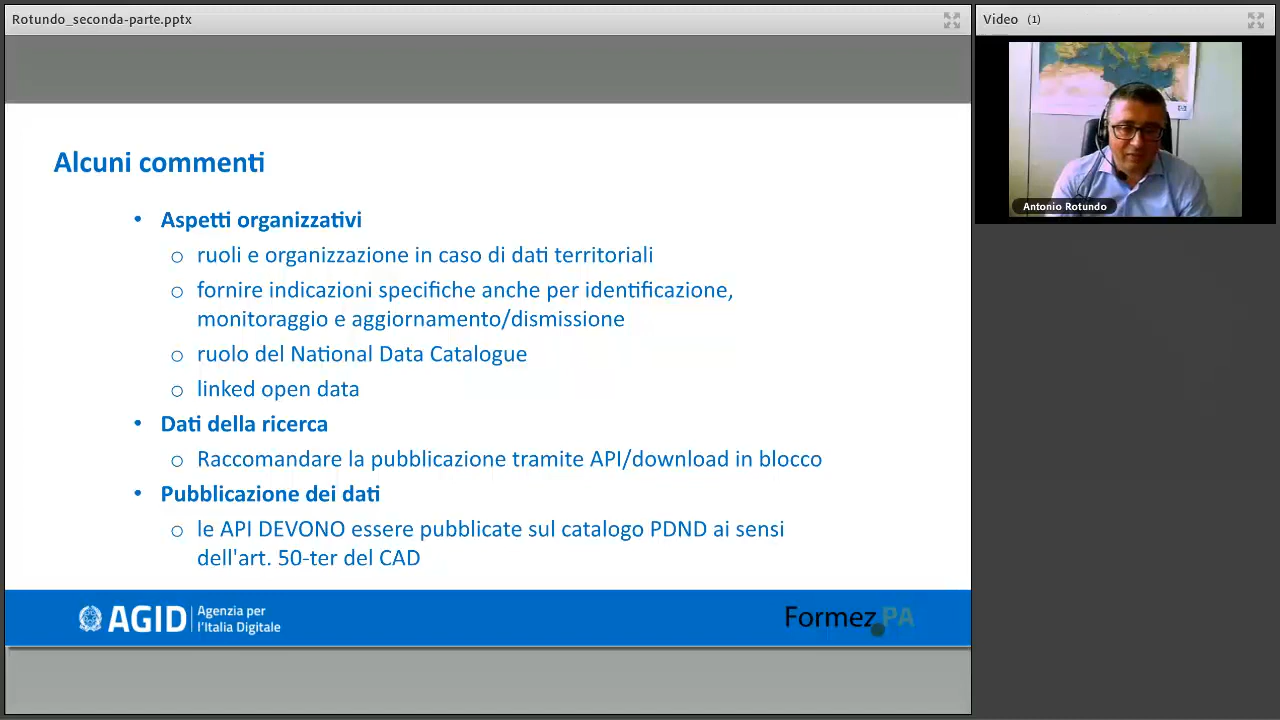 Rotundo_seconda-parte.pptx
Video (1)
Antonio Rotundo
Alcuni commenti
• Aspetti organizzativi
o ruoli e organizzazione in caso di dati territoriali
o fornire indicazioni specifiche anche per identificazione,
monitoraggio e aggiornamento/dismissione
o ruolo del National Data Catalogue
o linked open data
• Dati della ricerca
o Raccomandare la pubblicazione tramite API/download in blocco
• Pubblicazione dei dati
o le API DEVONO essere pubblicate sul catalogo PDND ai sensi
dell'art. 50-ter del CAD
AGID
Agenzia per
l'Italia Digitale
Formez PA